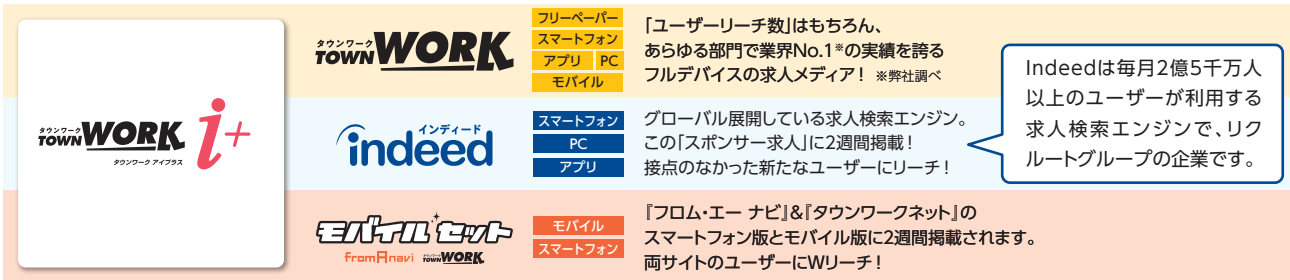 タウンワーク
TOWN WORK i+
タウンワーク アイプラス
タウンワーク
TOWN WORK
フリーペーパー
スマートフォン
アプリ PC
モバイル
「ユーザーリーチ数」はもちろん、
あらゆる部門で業界No.1※の実績を誇る
フルデバイスの求人メディア！ ※弊社調べ
インディード
indeed
スマートフォン
PC
アプリ
グローバル展開している求人検索エンジン。
この「スポンサー求人」に2週間掲載！
接点のなかった新たなユーザーにリーチ！
Indeedは毎月2億5千万人
以上のユーザーが利用する
求人検索エンジンで、リク
ルートグループの企業です。
モバイルセット
fromAnavi タウンワーク TOWN WORK
モバイル
スマートフォン
『フロム・エー ナビ』&『タウンワークネット』の
スマートフォン版とモバイル版に2週間掲載されます。
両サイトのユーザーにWリーチ！